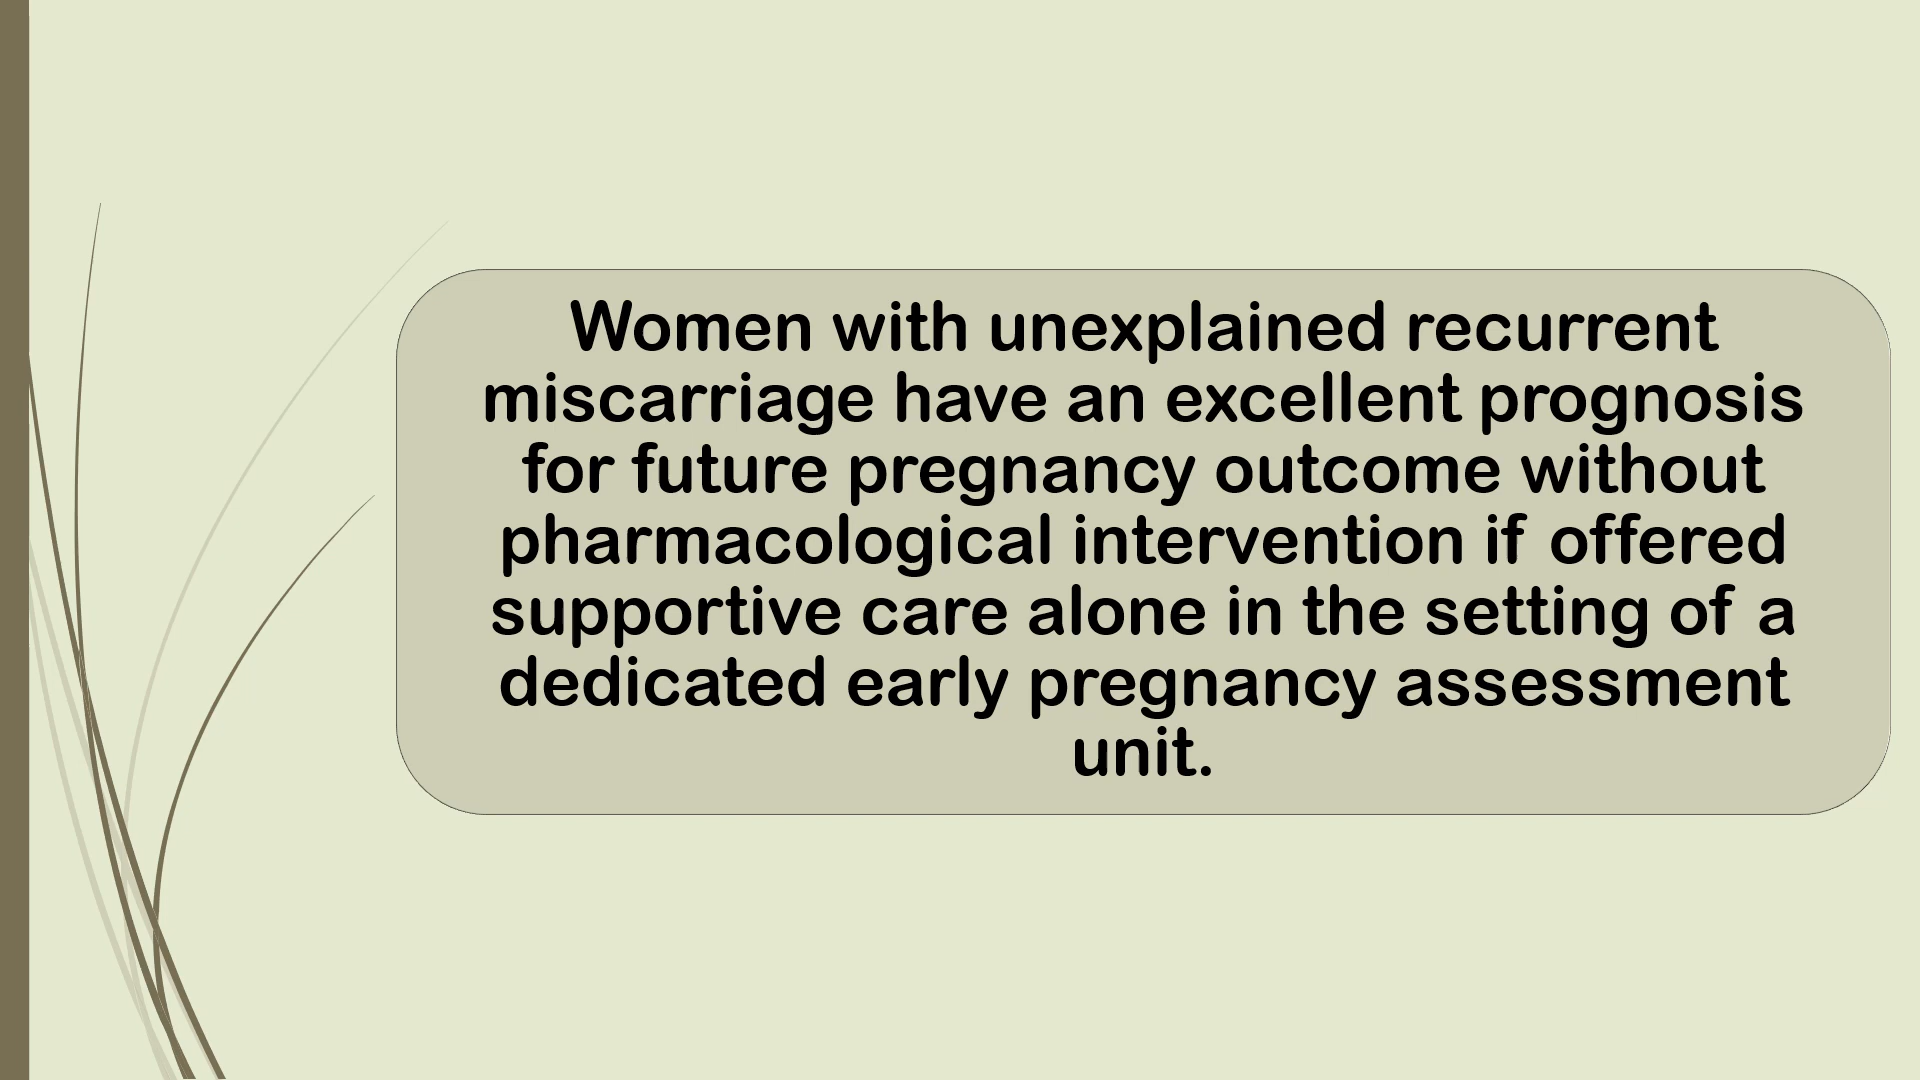 Women with unexplained recurrent
miscarriage have an excellent prognosis
for future pregnancy outcome without
pharmacological intervention if offered
supportive care alone in the setting of a
dedicated early pregnancy assessment
unit.